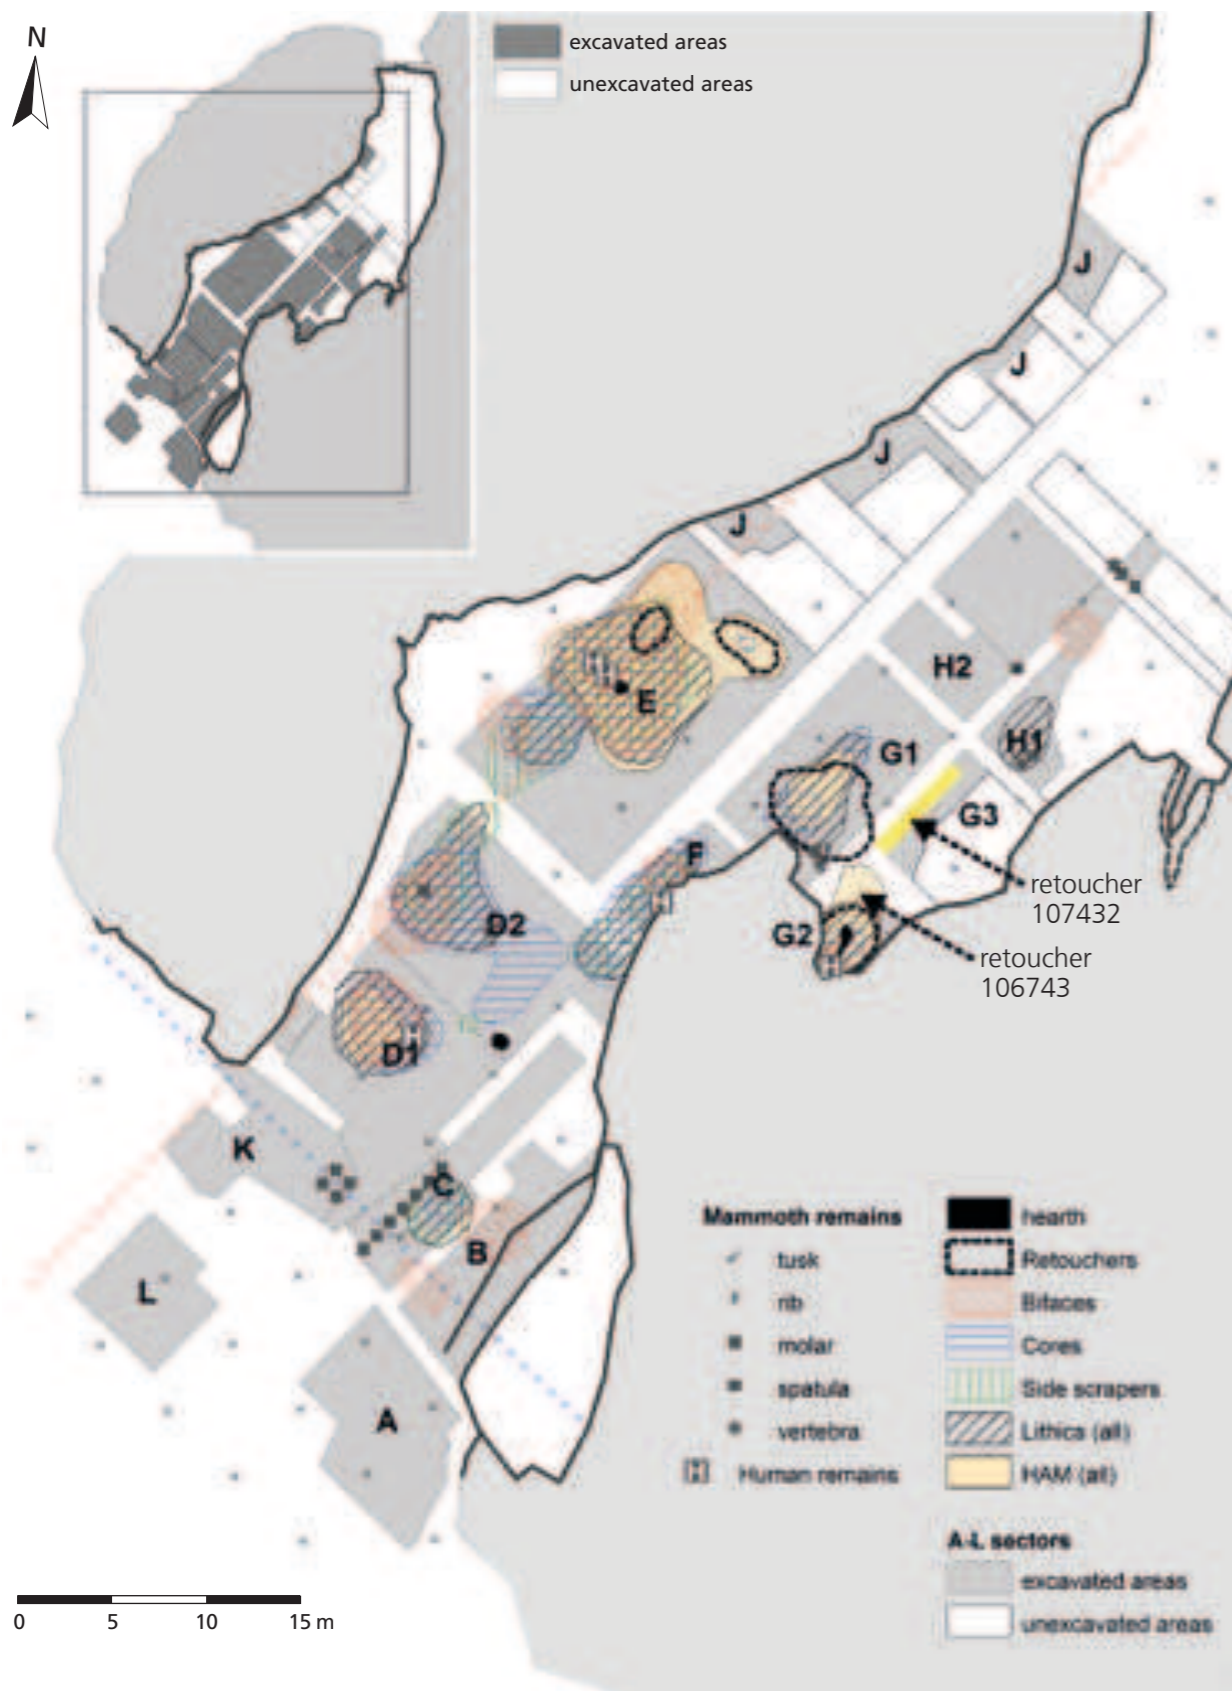 N
excavated areas
unexcavated areas
J
J
J
J
H2
E
H1
G1
G3
F
retoucher
107432
D2
G2
H
retoucher
106743
D1
H
K
C
B
L
A
Mammoth remains
tusk
rib
molar
spatula
vertebra
H Human remains
hearth
Retouchers
Bifaces
Cores
Side scrapers
Lithics (all)
HAM (all)
A-L sectors
excavated areas
unexcavated areas
0 5 10 15 m